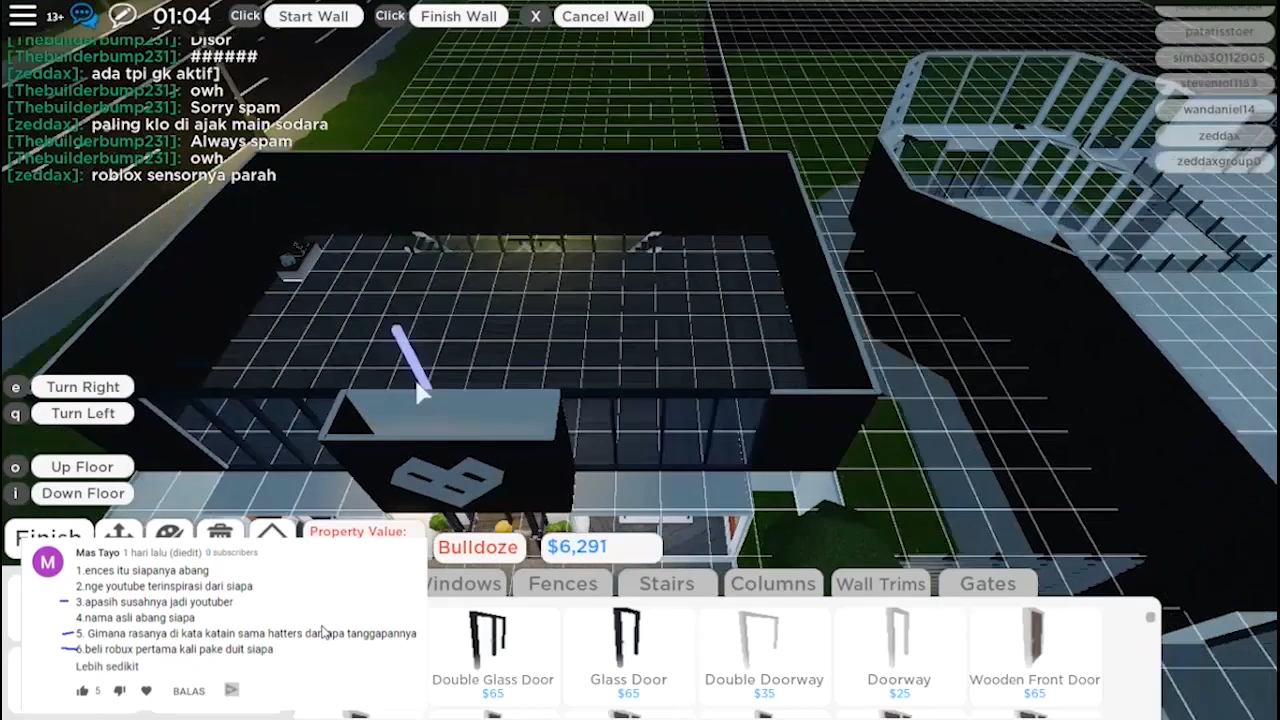 13+ 01:04 Click Start Wall Click Finish Wall X Cancel Wall
[Thebuilderbump231]: Djsor
[Thebuilderbump231]: ######
[zeddax]: ada tpi gk aktif]
[Thebuilderbump231]: owh
[Thebuilderbump231]: Sorry spam
[zeddax]: paling klo di ajak main sodara
[Thebuilderbump231]: Always spam
[Thebuilderbump231]: owh
[zeddax]: roblox sensornya parah
patatisstoer
simba30112005
wandaniel14
zeddax
zeddaxgroup0
e Turn Right
q Turn Left
o Up Floor
i Down Floor
Finish
Property Value:
Bulldoze $6,291
Windows Fences Stairs Columns Wall Trims Gates
Double Glass Door Glass Door Double Doorway Doorway Wooden Front Door
$65 $65 $35 $25 $65
M Mas Tayo 1 hari lalu (diedit) 0 subscribers
1.ences itu siapanya abang
2.nge youtube terinspirasi dari siapa
3.apasih susahnya jadi youtuber
4.nama asli abang siapa
5. Gimana rasanya di kata katain sama hatters dan apa tanggapannya
6.beli robux pertama kali pake duit siapa
Lebih sedikit
5 BALAS